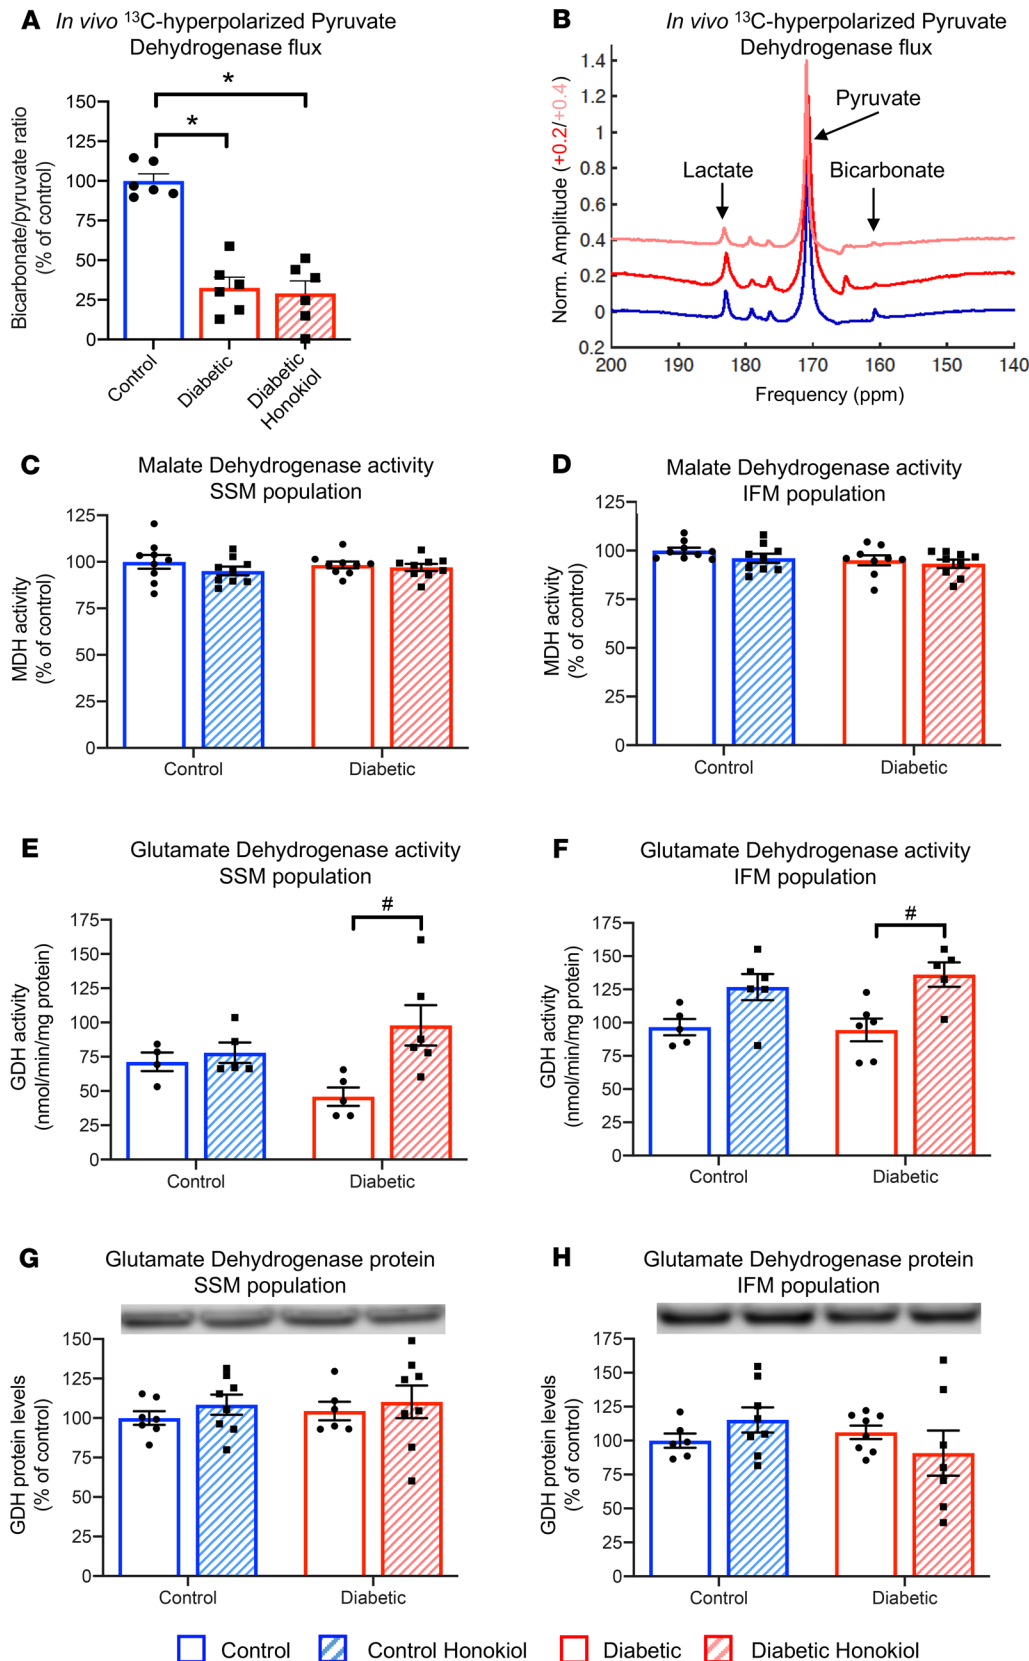 A In vivo ¹³C-hyperpolarized Pyruvate
Dehydrogenase flux
Bicarbonate/pyruvate ratio
(% of control)
150
125
100
75
50
25
0
*
*
Control
Diabetic
Diabetic
Honokiol
B In vivo ¹³C-hyperpolarized Pyruvate
Dehydrogenase flux
Norm. Amplitude (+0.2/+0.4)
1.4
1.2
1
0.8
0.6
0.4
0.2
0
0.2
Pyruvate
Lactate
Bicarbonate
200 190 180 170 160 150 140
Frequency (ppm)
C Malate Dehydrogenase activity
SSM population
MDH activity
(% of control)
125
100
75
50
25
0
Control Diabetic
D Malate Dehydrogenase activity
IFM population
MDH activity
(% of control)
125
100
75
50
25
0
Control Diabetic
E Glutamate Dehydrogenase activity
SSM population
GDH activity
(nmol/min/mg protein)
175
150
125
100
75
50
25
0
#
Control Diabetic
F Glutamate Dehydrogenase activity
IFM population
GDH activity
(nmol/min/mg protein)
175
150
125
100
75
50
25
0
#
Control Diabetic
G Glutamate Dehydrogenase protein
SSM population
GDH protein levels
(% of control)
150
125
100
75
50
25
0
Control Diabetic
H Glutamate Dehydrogenase protein
IFM population
GDH protein levels
(% of control)
175
150
125
100
75
50
25
0
Control Diabetic
Control Control Honokiol Diabetic Diabetic Honokiol